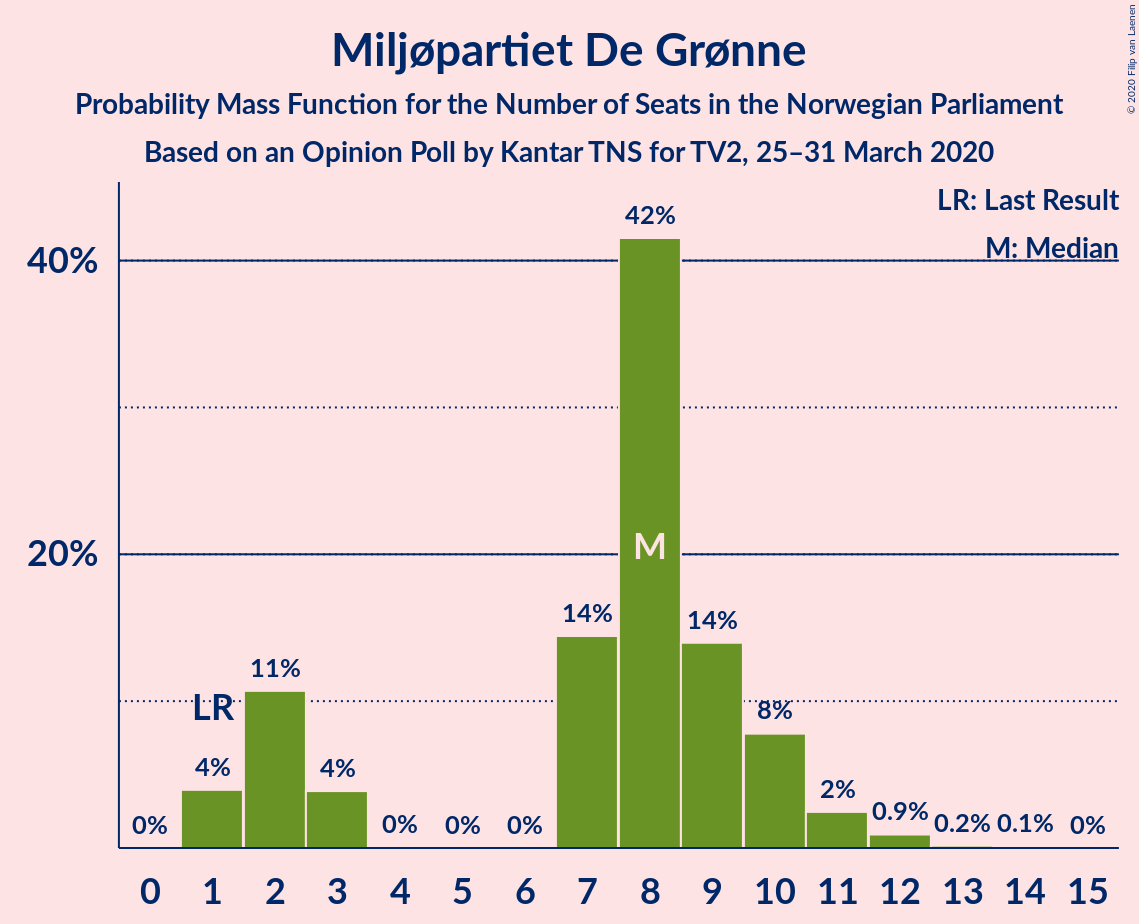 Miljøpartiet De Grønne
Probability Mass Function for the Number of Seats in the Norwegian Parliament
Based on an Opinion Poll by Kantar TNS for TV2, 25–31 March 2020
© 2020 Filip van Laenen
LR: Last Result
M: Median
42%
40%
M
20%
14%
14%
11%
LR
8%
4%
4%
2%
0.9%
0%
0%
0%
0%
0.2%
0.1%
0%
0 1 2 3 4 5 6 7 8 9 10 11 12 13 14 15